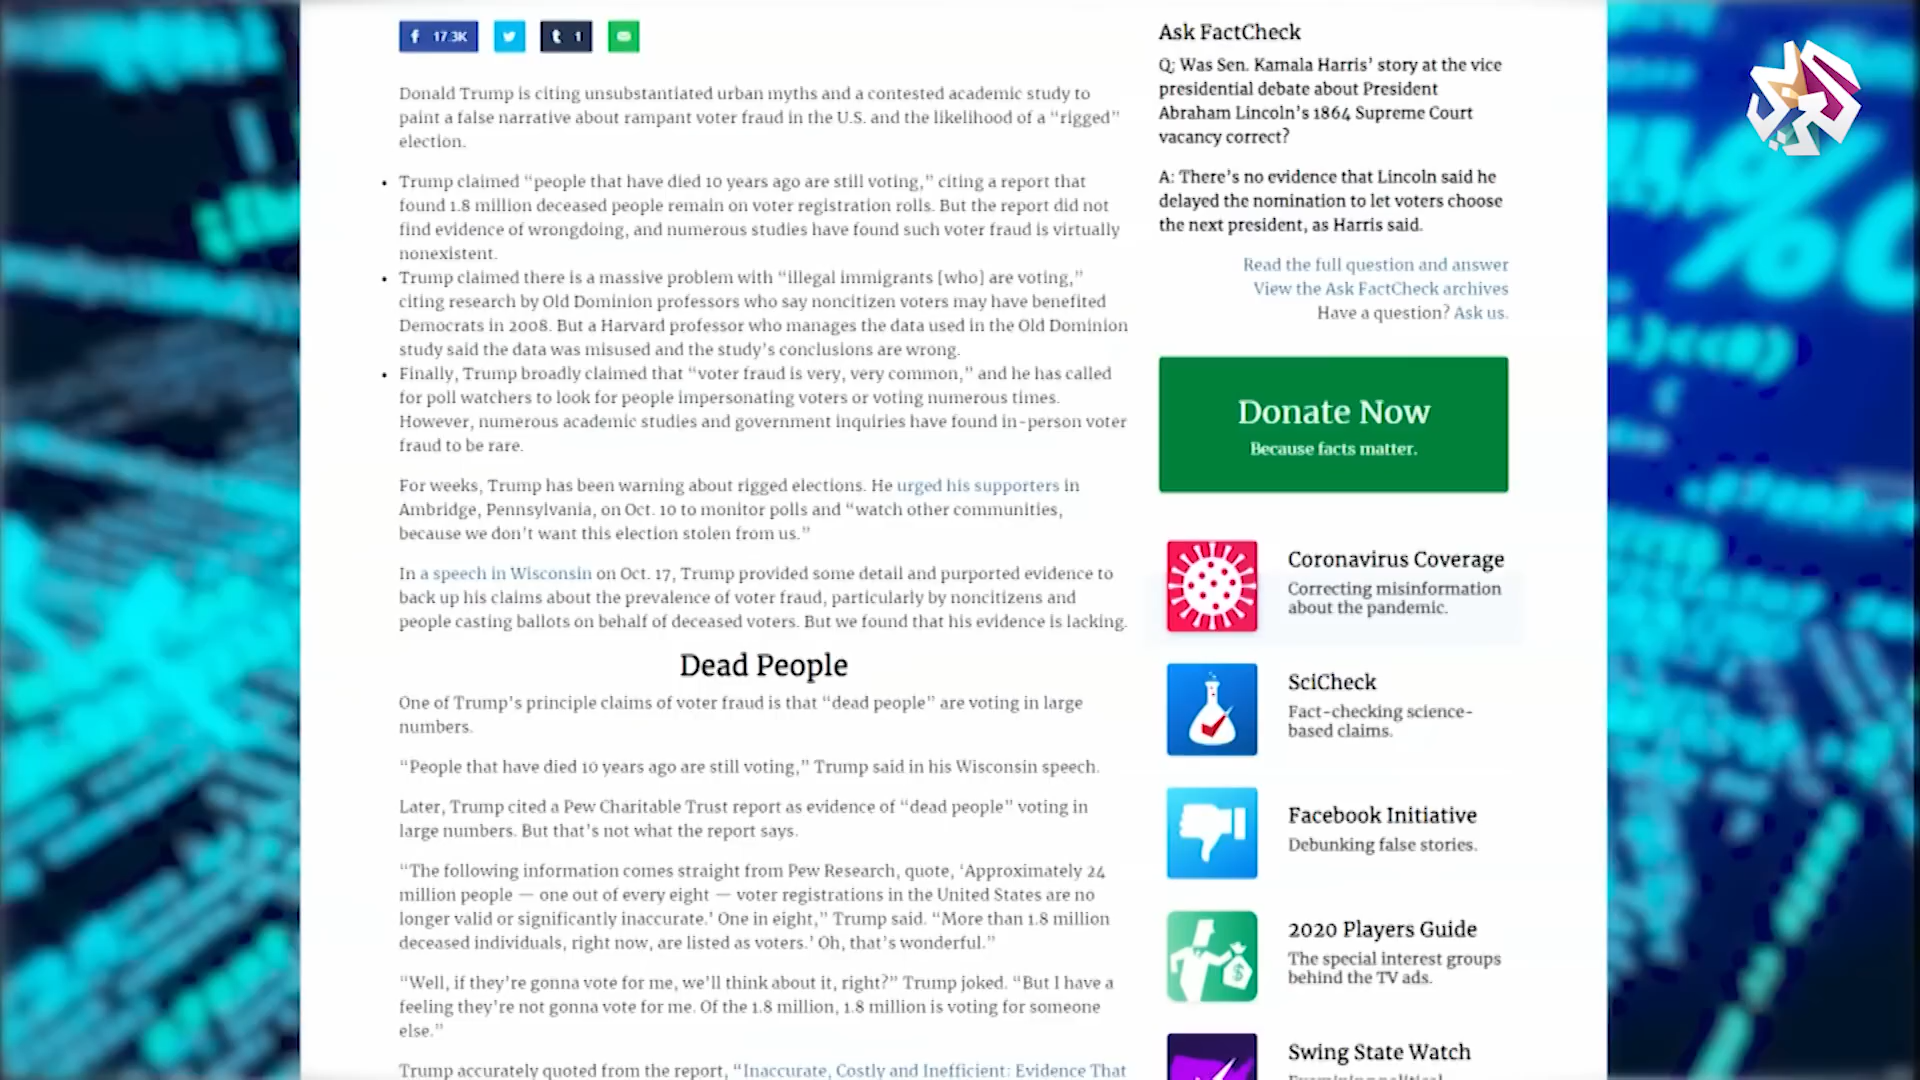 17.3K
1
Donald Trump is citing unsubstantiated urban myths and a contested academic study to
paint a false narrative about rampant voter fraud in the U.S. and the likelihood of a “rigged”
election.
• Trump claimed “people that have died 10 years ago are still voting,” citing a report that
found 1.8 million deceased people remain on voter registration rolls. But the report did not
find evidence of wrongdoing, and numerous studies have found such voter fraud is virtually
nonexistent.
• Trump claimed there is a massive problem with “illegal immigrants [who] are voting,”
citing research by Old Dominion professors who say noncitizen voters may have benefited
Democrats in 2008. But a Harvard professor who manages the data used in the Old Dominion
study said the data was misused and the study’s conclusions are wrong.
• Finally, Trump broadly claimed that “voter fraud is very, very common,” and he has called
for poll watchers to look for people impersonating voters or voting numerous times.
However, numerous academic studies and government inquiries have found in-person voter
fraud to be rare.
For weeks, Trump has been warning about rigged elections. He urged his supporters in
Ambridge, Pennsylvania, on Oct. 10 to monitor polls and “watch other communities,
because we don’t want this election stolen from us.”
In a speech in Wisconsin on Oct. 17, Trump provided some detail and purported evidence to
back up his claims about the prevalence of voter fraud, particularly by noncitizens and
people casting ballots on behalf of deceased voters. But we found that his evidence is lacking.
Dead People
One of Trump’s principle claims of voter fraud is that “dead people” are voting in large
numbers.
“People that have died 10 years ago are still voting,” Trump said in his Wisconsin speech.
Later, Trump cited a Pew Charitable Trust report as evidence of “dead people” voting in
large numbers. But that’s not what the report says.
“The following information comes straight from Pew Research, quote, ‘Approximately 24
million people — one out of every eight — voter registrations in the United States are no
longer valid or significantly inaccurate.’ One in eight,” Trump said. “More than 1.8 million
deceased individuals, right now, are listed as voters.’ Oh, that’s wonderful.”
“Well, if they’re gonna vote for me, we’ll think about it, right?” Trump joked. “But I have a
feeling they’re not gonna vote for me. Of the 1.8 million, 1.8 million is voting for someone
else.”
Trump accurately quoted from the report, “Inaccurate, Costly and Inefficient: Evidence That
Ask FactCheck
Q: Was Sen. Kamala Harris’ story at the vice
presidential debate about President
Abraham Lincoln’s 1864 Supreme Court
vacancy correct?
A: There’s no evidence that Lincoln said he
delayed the nomination to let voters choose
the next president, as Harris said.
Read the full question and answer
View the Ask FactCheck archives
Have a question? Ask us.
Donate Now
Because facts matter.
Coronavirus Coverage
Correcting misinformation
about the pandemic.
SciCheck
Fact-checking science-
based claims.
Facebook Initiative
Debunking false stories.
2020 Players Guide
The special interest groups
behind the TV ads.
Swing State Watch